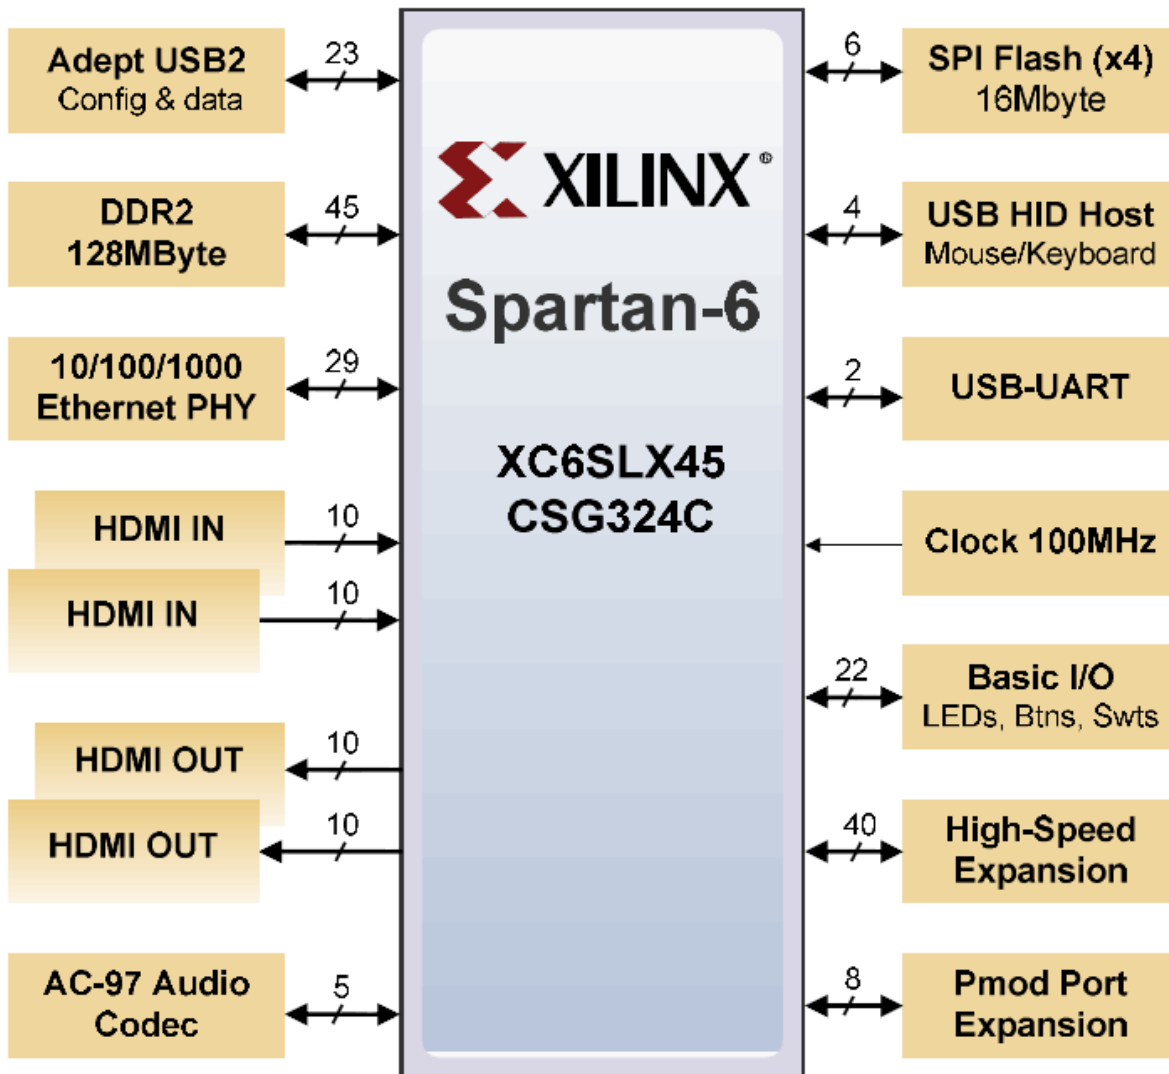 Adept USB2
Config & data
23
DDR2
128MByte
45
10/100/1000
Ethernet PHY
29
HDMI IN
10
HDMI IN
10
HDMI OUT
10
HDMI OUT
10
AC-97 Audio
Codec
5
XILINX®
Spartan-6
XC6SLX45
CSG324C
6
SPI Flash (x4)
16Mbyte
4
USB HID Host
Mouse/Keyboard
2
USB-UART
Clock 100MHz
22
Basic I/O
LEDs, Btns, Swts
40
High-Speed
Expansion
8
Pmod Port
Expansion